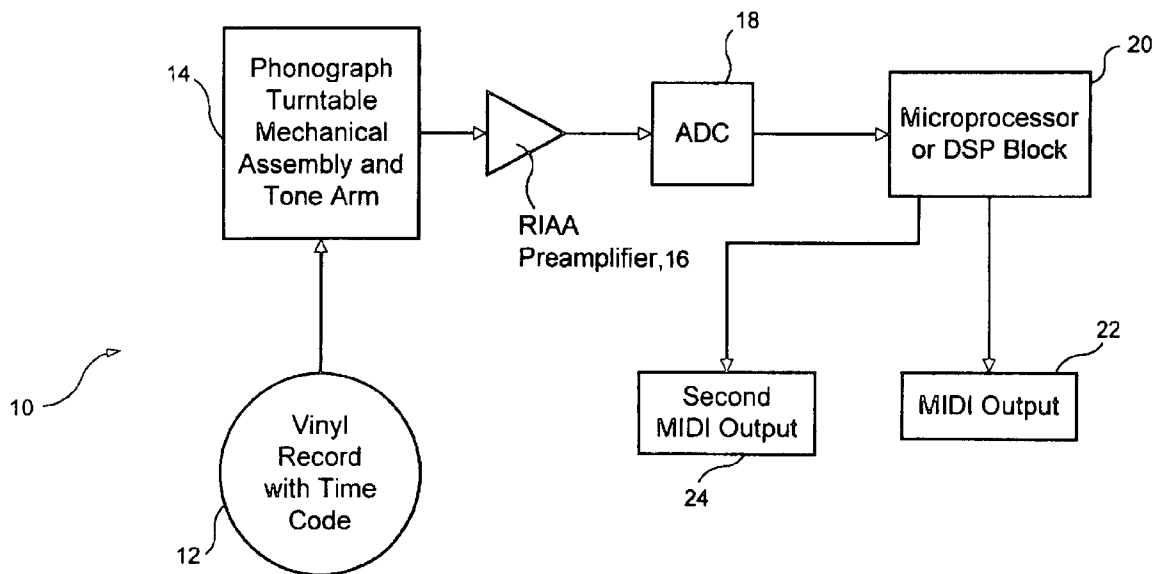 18
20
14
Phonograph
Turntable
Mechanical
Assembly and
Tone Arm
ADC
Microprocessor
or DSP Block
RIAA
Preamplifier,16
22
10
Second
MIDI Output
MIDI Output
24
Vinyl
Record
with Time
Code
12